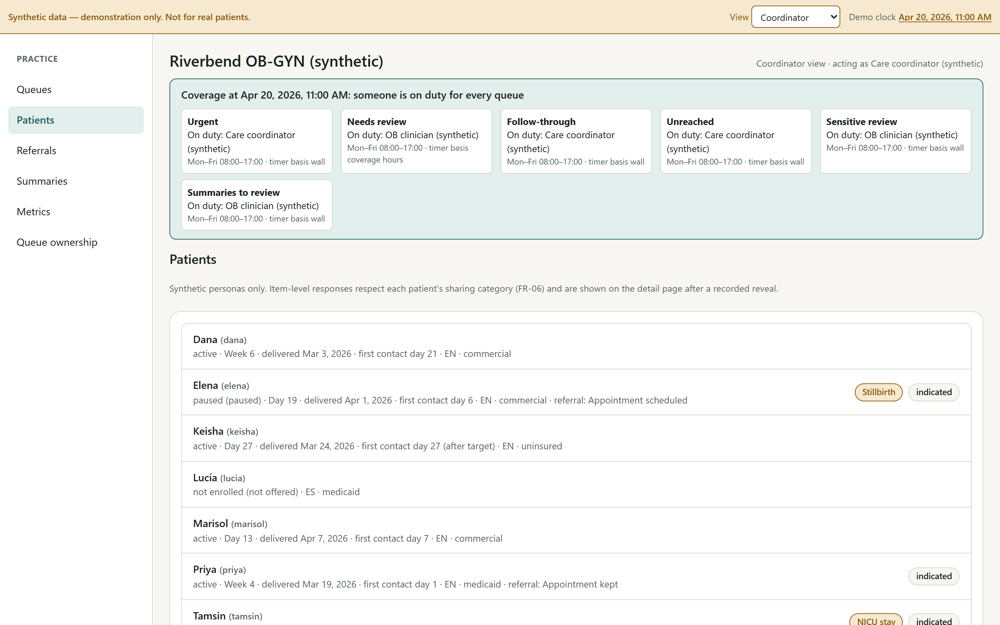 Synthetic data — demonstration only. Not for real patients.
View Coordinator Demo clock Apr 20, 2026, 11:00 AM
PRACTICE
Queues
Patients
Referrals
Summaries
Metrics
Queue ownership
Riverbend OB-GYN (synthetic)
Coordinator view · acting as Care coordinator (synthetic)
Coverage at Apr 20, 2026, 11:00 AM: someone is on duty for every queue
Urgent
On duty: Care coordinator
(synthetic)
Mon–Fri 08:00–17:00 · timer basis wall
Needs review
On duty: OB clinician (synthetic)
Mon–Fri 08:00–17:00 · timer basis
coverage hours
Follow-through
On duty: Care coordinator
(synthetic)
Mon–Fri 08:00–17:00 · timer basis wall
Unreached
On duty: Care coordinator
(synthetic)
Mon–Fri 08:00–17:00 · timer basis wall
Sensitive review
On duty: OB clinician (synthetic)
Mon–Fri 08:00–17:00 · timer basis wall
Summaries to review
On duty: OB clinician (synthetic)
Mon–Fri 08:00–17:00 · timer basis wall
Patients
Synthetic personas only. Item-level responses respect each patient's sharing category (FR-06) and are shown on the detail page after a recorded reveal.
Dana (dana)
active · Week 6 · delivered Mar 3, 2026 · first contact day 21 · EN · commercial
Elena (elena)
paused (paused) · Day 19 · delivered Apr 1, 2026 · first contact day 6 · EN · commercial · referral: Appointment scheduled
Stillbirth indicated
Keisha (keisha)
active · Day 27 · delivered Mar 24, 2026 · first contact day 27 (after target) · EN · uninsured
Lucía (lucia)
not enrolled (not offered) · ES · medicaid
Marisol (marisol)
active · Day 13 · delivered Apr 7, 2026 · first contact day 7 · EN · commercial
Priya (priya)
active · Week 4 · delivered Mar 19, 2026 · first contact day 1 · EN · medicaid · referral: Appointment kept
indicated
Tamsin (tamsin)
NICU stay indicated